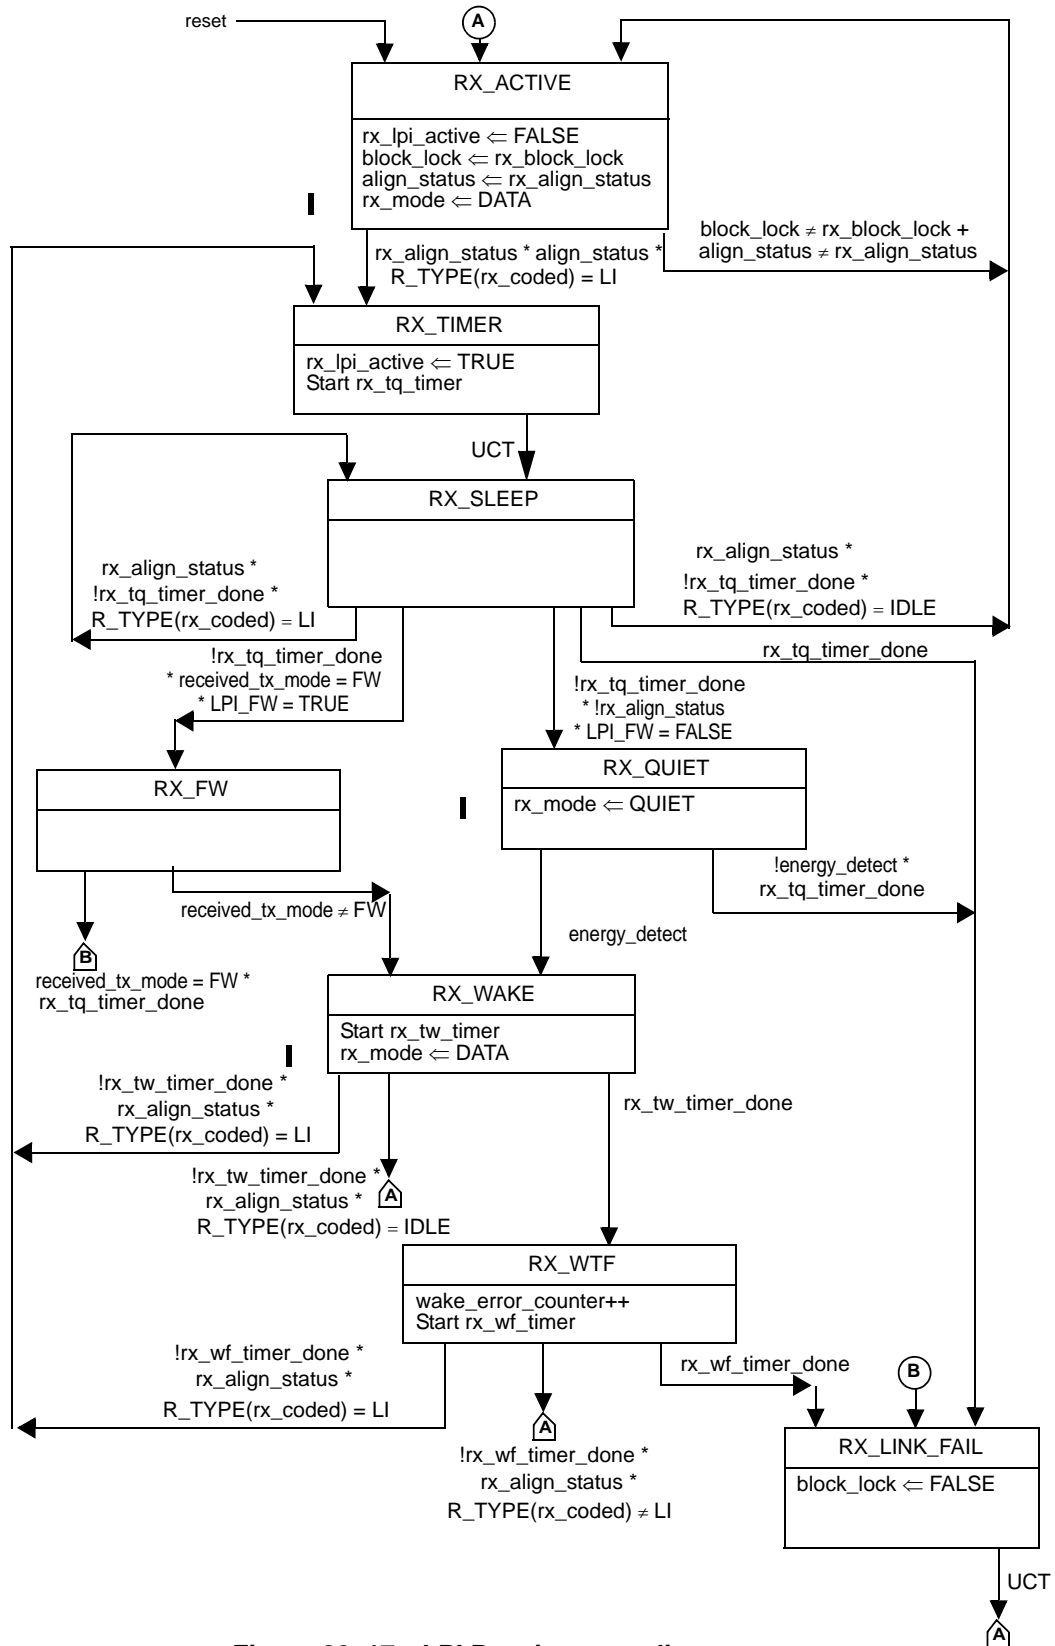 reset
A
RX_ACTIVE
rx_lpi_active ⇐ FALSE
block_lock ⇐ rx_block_lock
align_status ⇐ rx_align_status
rx_mode ⇐ DATA
block_lock ≠ rx_block_lock +
align_status ≠ rx_align_status
rx_align_status * align_status *
R_TYPE(rx_coded) = LI
RX_TIMER
rx_lpi_active ⇐ TRUE
Start rx_tq_timer
UCT
RX_SLEEP
rx_align_status *
!rx_tq_timer_done *
R_TYPE(rx_coded) = LI
rx_align_status *
!rx_tq_timer_done *
R_TYPE(rx_coded) = IDLE
!rx_tq_timer_done
* received_tx_mode = FW
* LPI_FW = TRUE
rx_tq_timer_done
!rx_tq_timer_done
* !rx_align_status
* LPI_FW = FALSE
RX_FW
RX_QUIET
rx_mode ⇐ QUIET
!energy_detect *
rx_tq_timer_done
received_tx_mode ≠ FW
energy_detect
B
received_tx_mode = FW *
rx_tq_timer_done
RX_WAKE
Start rx_tw_timer
rx_mode ⇐ DATA
!rx_tw_timer_done *
rx_align_status *
R_TYPE(rx_coded) = LI
rx_tw_timer_done
!rx_tw_timer_done *
rx_align_status *
R_TYPE(rx_coded) = IDLE
A
RX_WTF
wake_error_counter++
Start rx_wf_timer
!rx_wf_timer_done *
rx_align_status *
R_TYPE(rx_coded) = LI
rx_wf_timer_done
B
A
!rx_wf_timer_done *
rx_align_status *
R_TYPE(rx_coded) ≠ LI
RX_LINK_FAIL
block_lock ⇐ FALSE
UCT
A